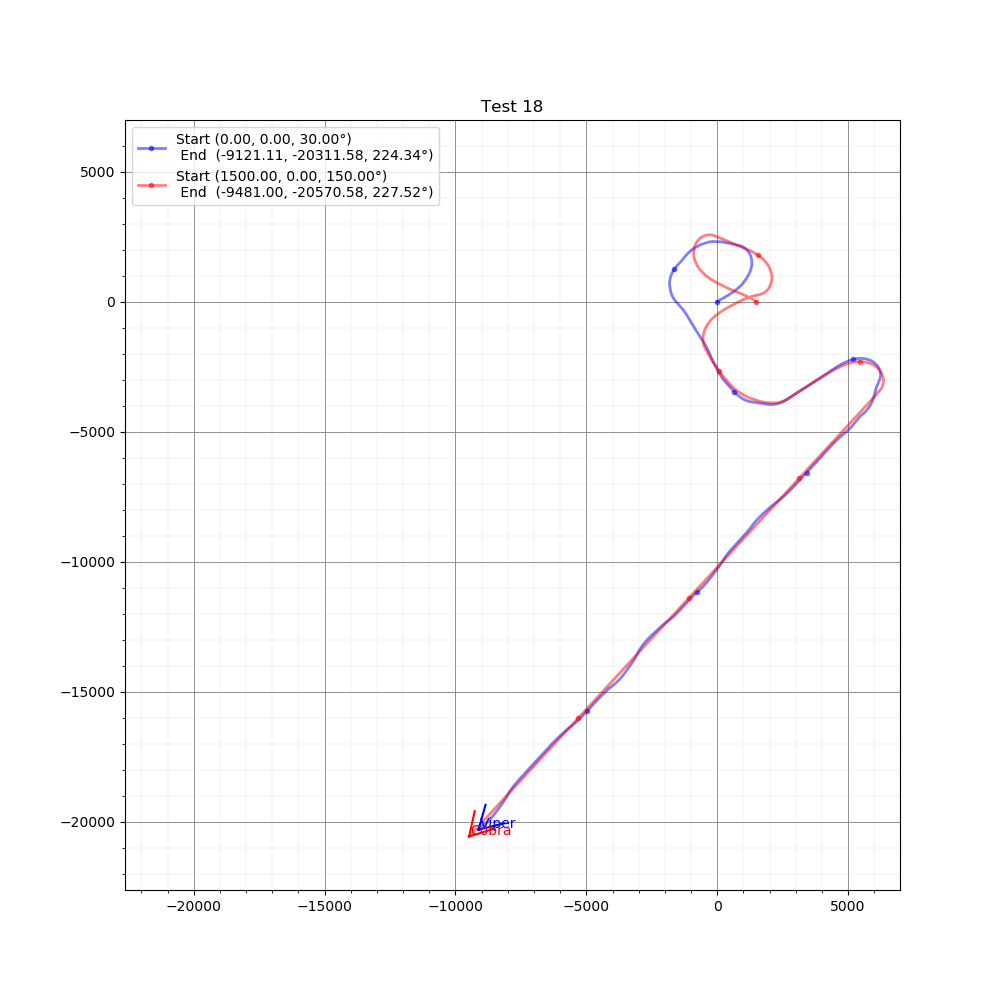 Test 18
Start (0.00, 0.00, 30.00°)
End (-9121.11, -20311.58, 224.34°)
Start (1500.00, 0.00, 150.00°)
End (-9481.00, -20570.58, 227.52°)
5000
0
−5000
−10000
−15000
−20000
Viper
Cobra
−20000 −15000 −10000 −5000 0 5000